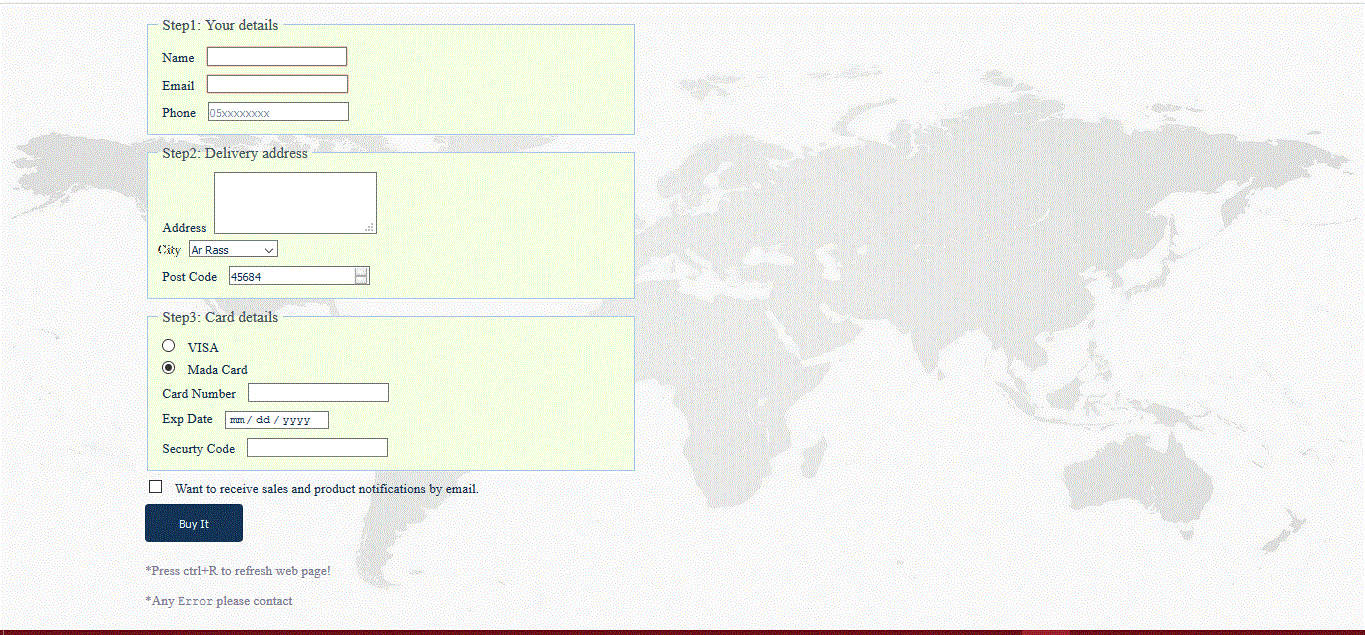 Step1: Your details
Name
Email
Phone 05xxxxxxxx
Step2: Delivery address
Address
City Ar Rass
Post Code 45684
Step3: Card details
VISA
Mada Card
Card Number
Exp Date mm / dd / yyyy
Securty Code
Want to receive sales and product notifications by email.
Buy It
*Press ctrl+R to refresh web page!
*Any Error please contact